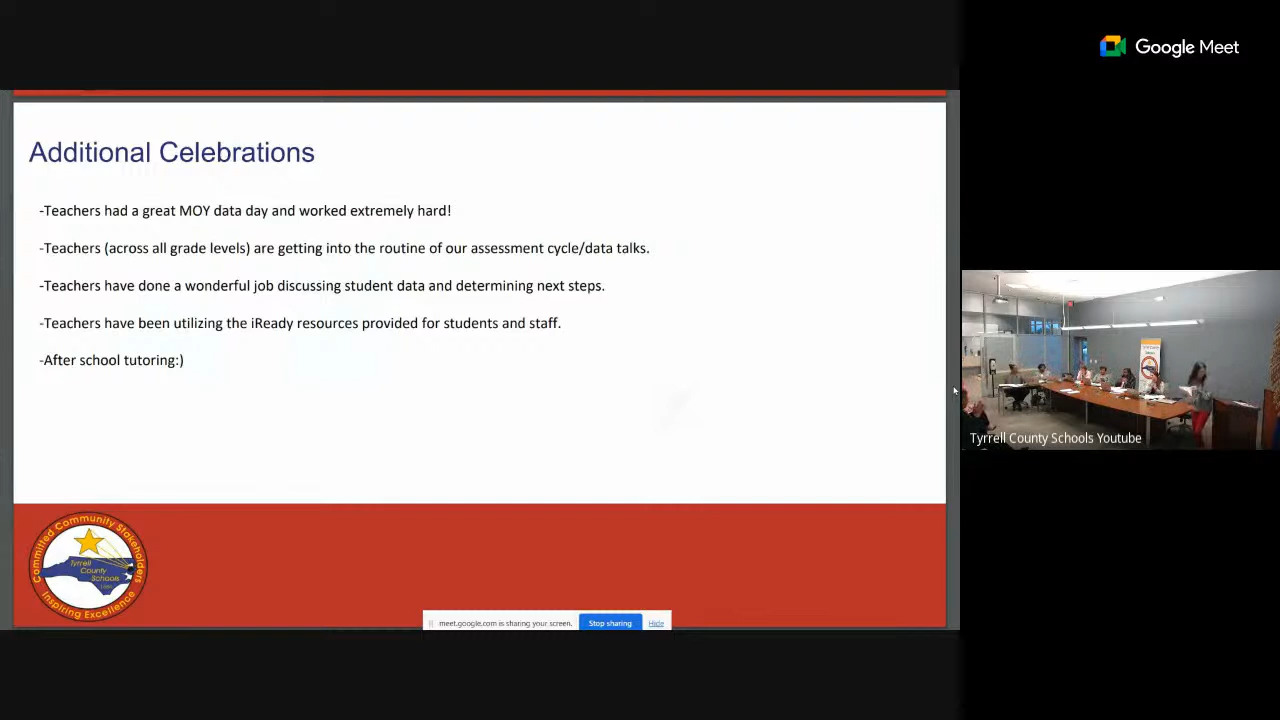 Google Meet
Additional Celebrations
-Teachers had a great MOY data day and worked extremely hard!
-Teachers (across all grade levels) are getting into the routine of our assessment cycle/data talks.
-Teachers have done a wonderful job discussing student data and determining next steps.
-Teachers have been utilizing the iReady resources provided for students and staff.
-After school tutoring:)
Tyrrell County Schools Youtube
Committed Community Stakeholders
Tyrrell
County
Schools
Inspiring Excellence
meet.google.com is sharing your screen.
Stop sharing
Hide